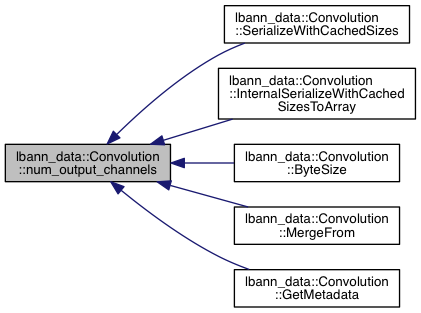 lbann_data::Convolution
::SerializeWithCachedSizes
lbann_data::Convolution
::InternalSerializeWithCached
SizesToArray
lbann_data::Convolution
::num_output_channels
lbann_data::Convolution
::ByteSize
lbann_data::Convolution
::MergeFrom
lbann_data::Convolution
::GetMetadata